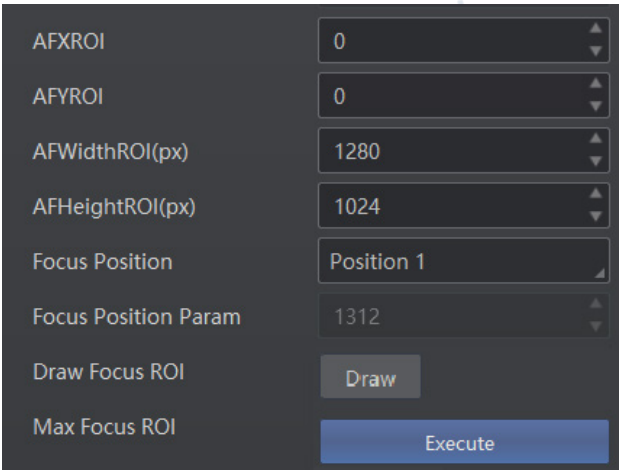 AFXROI 0
AFYROI 0
AFWidthROI(px) 1280
AFHeightROI(px) 1024
Focus Position Position 1
Focus Position Param 1312
Draw Focus ROI Draw
Max Focus ROI Execute